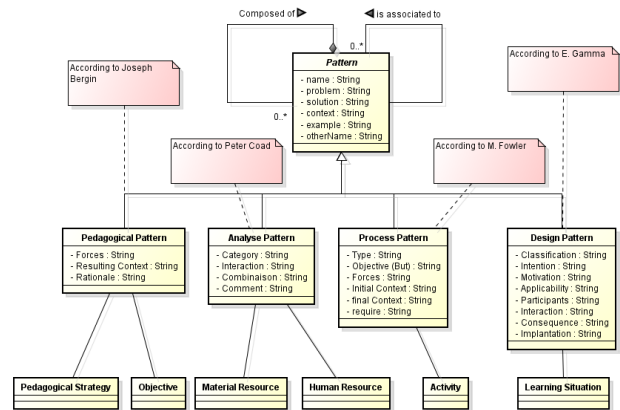 Composed of
is associated to
0..*
0..*
Pattern
- name : String
- problem : String
- solution : String
- context : String
- example : String
- otherName : String
According to Joseph
Bergin
According to E. Gamma
According to Peter Coad
According to M. Fowler
Pedagogical Pattern
- Forces : String
- Resulting Context : String
- Rationale : String
Analyse Pattern
- Category : String
- Interaction : String
- Combinaison : String
- Comment : String
Process Pattern
- Type : String
- Objective (But) : String
- Forces : String
- Initial Context : String
- final Context : String
- require : String
Design Pattern
- Classification : String
- Intention : String
- Motivation : String
- Applicability : String
- Participants : String
- Interaction : String
- Consequence : String
- Implantation : String
Pedagogical Strategy
Objective
Material Resource
Human Resource
Activity
Learning Situation